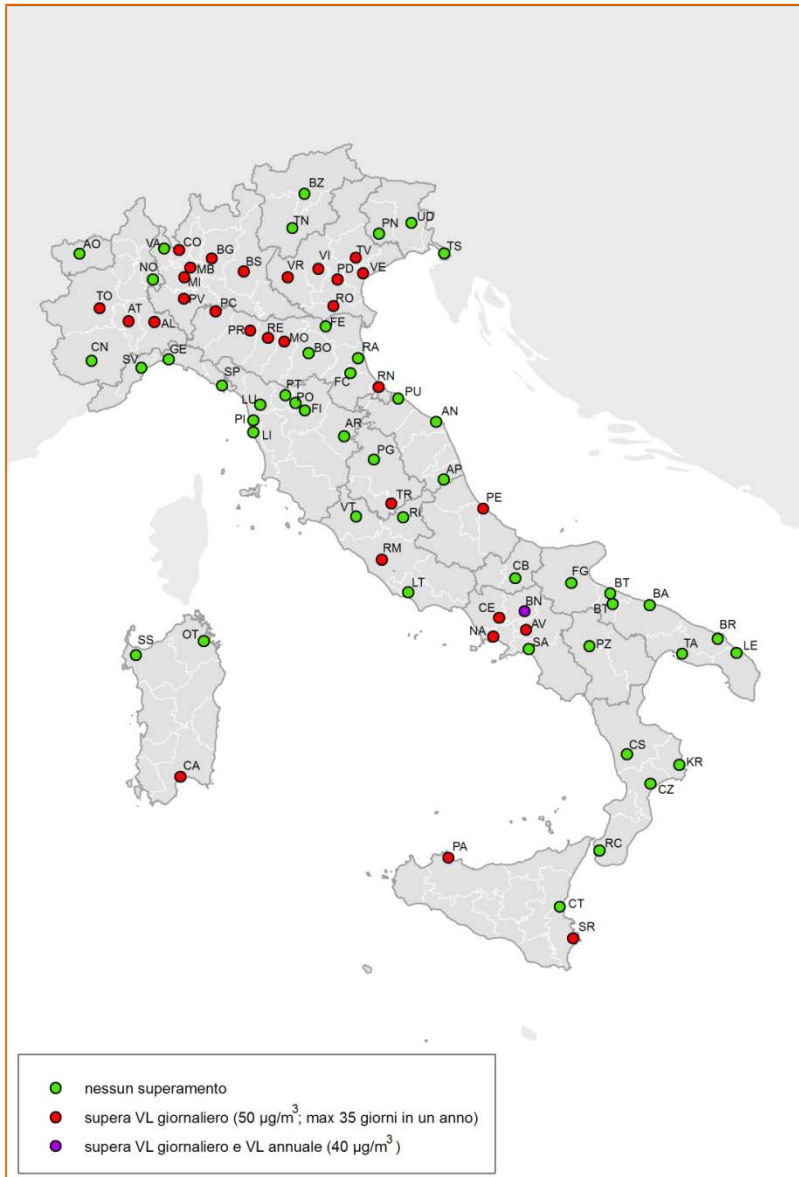 BZ
TN
PN
UD
AO
VA
CO
BG
TS
TV
VI
VR
PD
VE
NO
MB
BS
MI
PV
PC
RO
TO
AT
AL
FE
PR
RE
MO
BO
RA
CN
SV
GE
FC
SP
RN
PT
PO
PU
LU
FI
PI
AN
LI
AR
PG
AP
TR
PE
VT
RI
RM
CB
FG
LT
BT
BA
BN
BT
CE
NA
AV
SA
BR
LE
TA
PZ
SS
OT
CS
KR
CZ
CA
PA
RC
CT
SR
nessun superamento
supera VL giornaliero (50 µg/m³; max 35 giorni in un anno)
supera VL giornaliero e VL annuale (40 µg/m³)